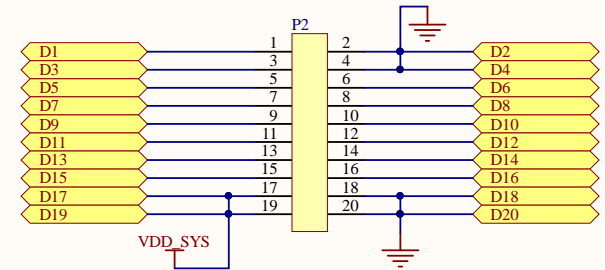 P2
D1 1 2 D2
D3 3 4 D4
D5 5 6 D6
D7 7 8 D8
D9 9 10 D10
D11 11 12 D12
D13 13 14 D14
D15 15 16 D16
D17 17 18 D18
D19 19 20 D20
VDD_SYS